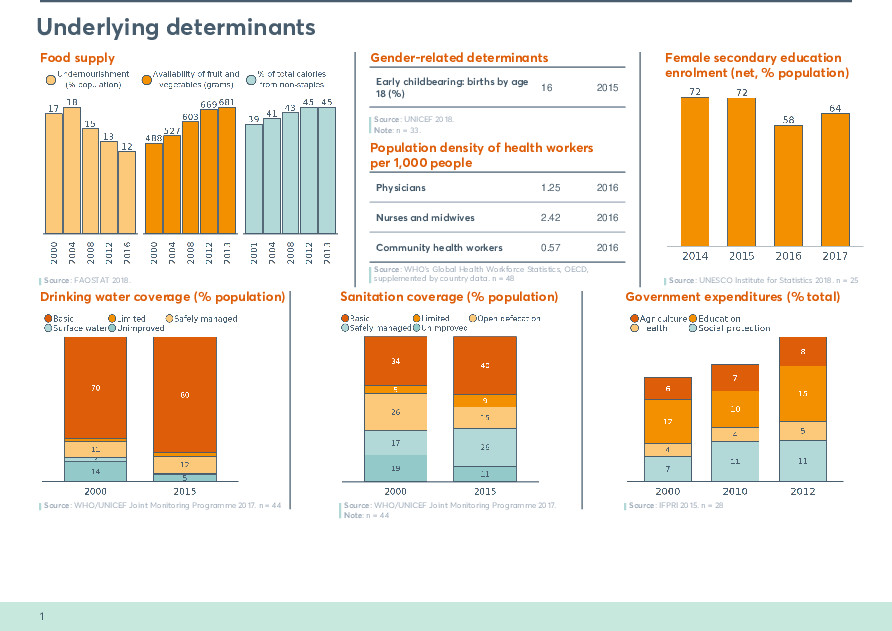 Underlying determinants
Food supply
Undernourishment
(% population)
Availability of fruit and
vegetables (grams)
% of total calories
from non-staples
17 18 15 13 12
488 527 603 669 681
39 41 43 45 45
2000 2004 2008 2012 2016
2000 2004 2008 2012 2013
2001 2004 2008 2012 2013
Source: FAOSTAT 2018.
Gender-related determinants
Early childbearing: births by age
18 (%)
16 2015
Source: UNICEF 2018.
Note: n = 33.
Population density of health workers
per 1,000 people
Physicians 1.25 2016
Nurses and midwives 2.42 2016
Community health workers 0.57 2016
Source: WHO's Global Health Workforce Statistics, OECD,
supplemented by country data. n = 48
Female secondary education
enrolment (net, % population)
72 72 58 64
2014 2015 2016 2017
Source: UNESCO Institute for Statistics 2018. n = 25
Drinking water coverage (% population)
Basic Limited Safely managed
Surface water Unimproved
70 80
11
12
14
5
2000 2015
Source: WHO/UNICEF Joint Monitoring Programme 2017. n = 44
Sanitation coverage (% population)
Basic Limited Open defecation
Safely managed Unimproved
34 40
5 9
26 15
17 26
19 11
2000 2015
Source: WHO/UNICEF Joint Monitoring Programme 2017.
Note: n = 44
Government expenditures (% total)
Agriculture Education
Health Social protection
6 7 8
12 10 15
4 4 5
7 11 11
2000 2010 2012
Source: IFPRI 2015. n = 28
1